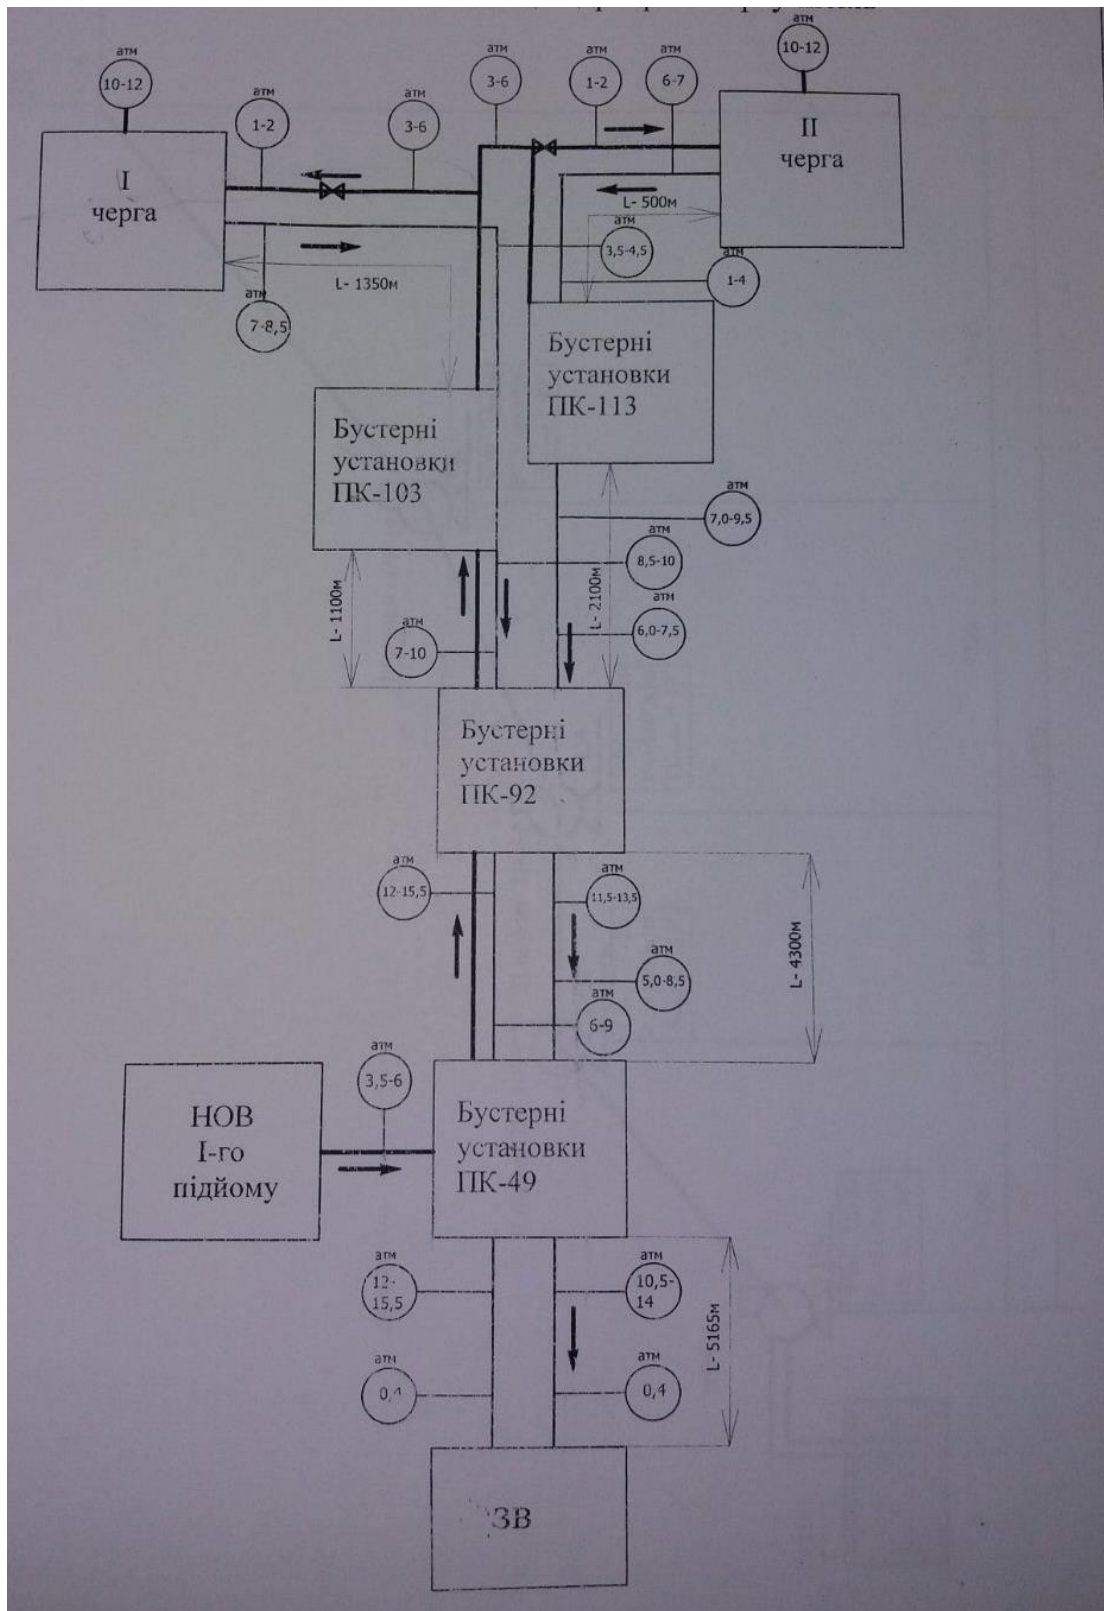 атм
10-12
атм
1-2
атм
3-6
атм
3-6
атм
1-2
атм
6-7
атм
10-12
I
черга
II
черга
L- 500м
атм
3,5-4,5
атм
1-4
L- 1350м
атм
7-8,5
Бустерні
установки
ПК-113
Бустерні
установки
ПК-103
атм
7,0-9,5
атм
8,5-10
атм
6,0-7,5
L- 2100м
L- 1100м
атм
7-10
Бустерні
установки
ПК-92
атм
12-15,5
атм
11,5-13,5
атм
5,0-8,5
атм
6-9
L- 4300м
атм
3,5-6
НОВ
I-го
підйому
Бустерні
установки
ПК-49
атм
12-
15,5
атм
10,5-
14
L- 5165м
атм
0,4
атм
0,4
ЗВ